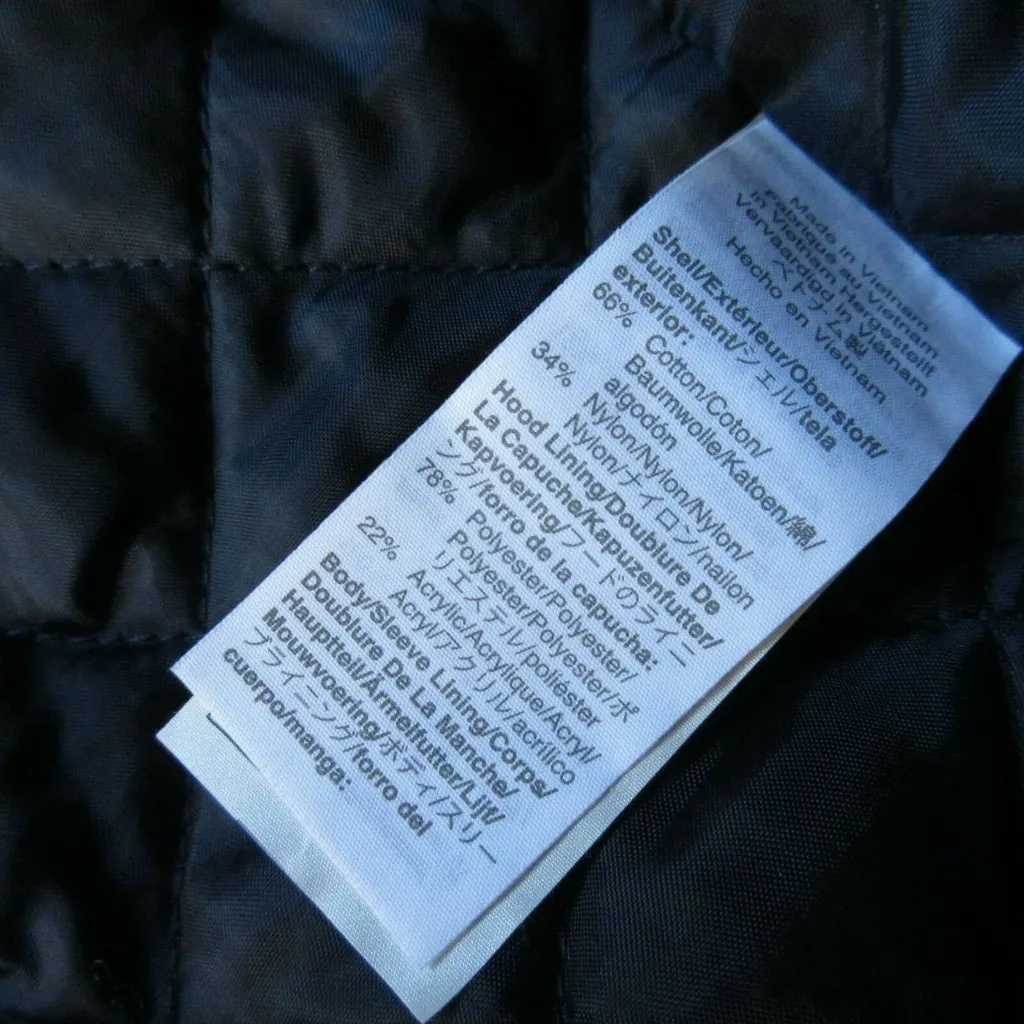 Made in Vietnam
Fabriqué au Vietnam
in Vietnam Hergestellt
Vervaardigd in Vietnam
ベトナム製
Hecho en Vietnam
Shell/Extérieur/Oberstoff/
Buitenkant/シェル/tela
exterior:
66% Cotton/Coton/
Baumwolle/Katoen/綿/
algodón
34% Nylon/Nylon/Nylon/
Nylon/ナイロン/nailon
Hood Lining/Doublure De
La Capuche/Kapuzenfutter/
Kapvoering/フードのライニ
ング/forro de la capucha:
78% Polyester/Polyester/
Polyester/Polyester/ポ
リエステル/poliéster
22% Acrylic/Acrylique/Acryl/
Acryl/アクリル/acrílico
Body/Sleeve Lining/Corps/
Doublure De La Manche/
Hauptteil/Ärmelfutter/Lijf/
Mouwvoering/ボディ/スリー
ブライニング/forro del
cuerpo/manga: